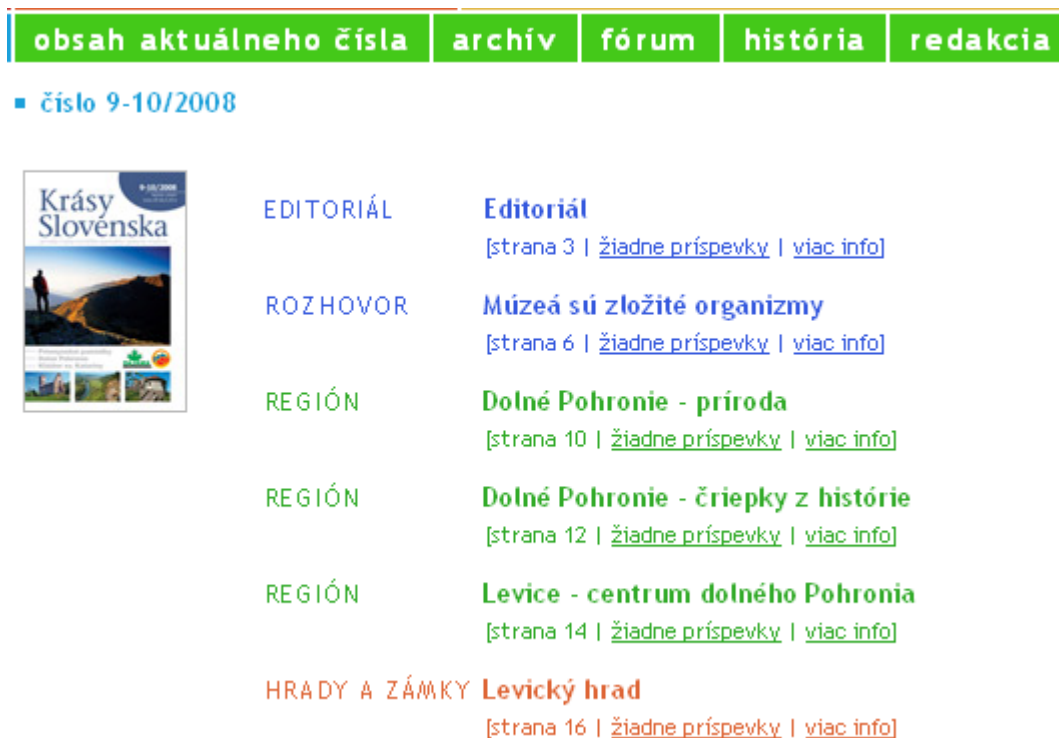 obsah aktuálneho čísla archív fórum história redakcia
číslo 9-10/2008
9-10/2008
Krásy
Slovenska
EDITORIÁL Editoriál
[strana 3 | žiadne príspevky | viac info]
ROZHOVOR Múzeá sú zložité organizmy
[strana 6 | žiadne príspevky | viac info]
REGIÓN Dolné Pohronie - príroda
[strana 10 | žiadne príspevky | viac info]
REGIÓN Dolné Pohronie - čriepky z histórie
[strana 12 | žiadne príspevky | viac info]
REGIÓN Levice - centrum dolného Pohronia
[strana 14 | žiadne príspevky | viac info]
HRADY A ZÁMKY Levický hrad
[strana 16 | žiadne príspevky | viac info]